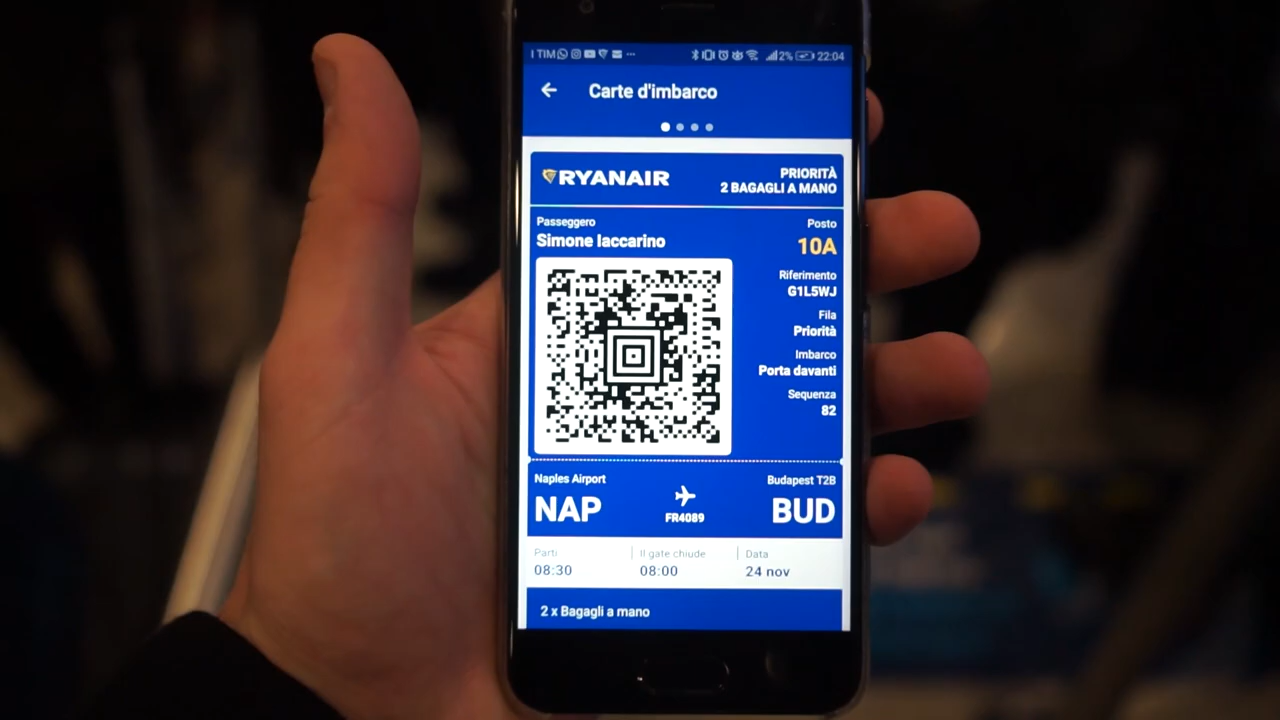 I TIM 2% 22:04
Carte d'imbarco
RYANAIR
PRIORITÀ
2 BAGAGLI A MANO
Passeggero
Simone Iaccarino
Posto
10A
Riferimento
G1L5WJ
Fila
Priorità
Imbarco
Porta davanti
Sequenza
82
Naples Airport
NAP
FR4089
Budapest T2B
BUD
Parti
08:30
Il gate chiude
08:00
Data
24 nov
2 x Bagagli a mano